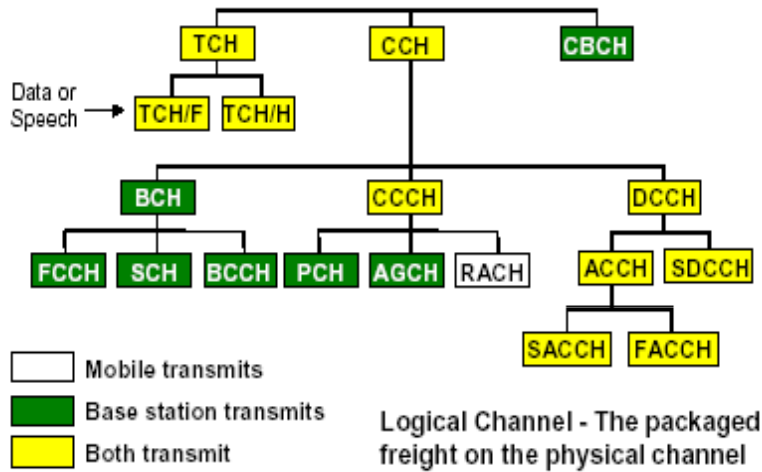 TCH
CCH
CBCH
Data or
Speech
TCH/F
TCH/H
BCH
CCCH
DCCH
FCCH
SCH
BCCH
PCH
AGCH
RACH
ACCH
SDCCH
SACCH
FACCH
Mobile transmits
Base station transmits
Both transmit
Logical Channel - The packaged
freight on the physical channel